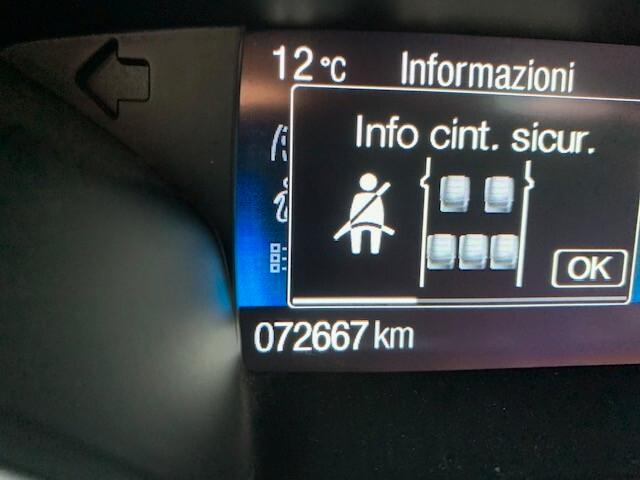 12 °C
Informazioni
Info cint. sicur.
OK
072667 km